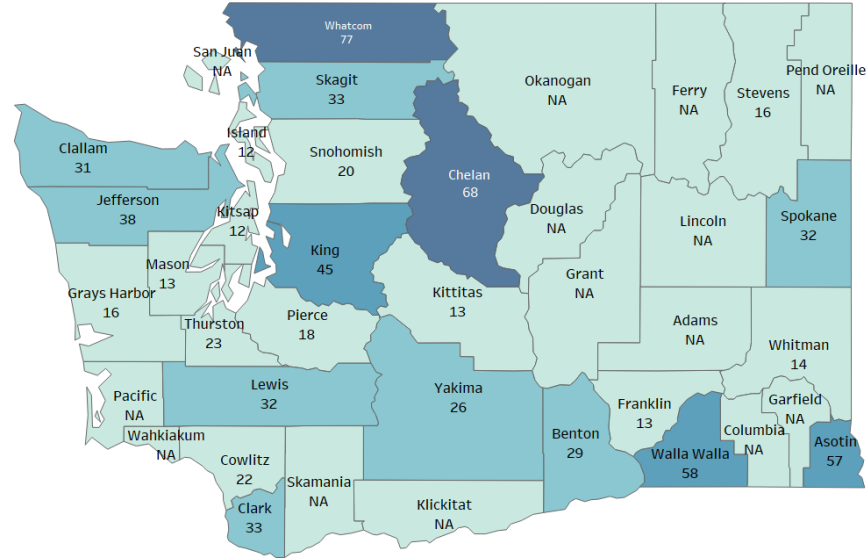 Whatcom
77
San Juan
NA
Skagit
33
Okanogan
NA
Ferry
NA
Stevens
16
Pend Oreille
NA
Island
12
Clallam
31
Snohomish
20
Chelan
68
Jefferson
38
Kitsap
12
Douglas
NA
Lincoln
NA
Spokane
32
King
45
Mason
13
Grays Harbor
16
Kittitas
13
Grant
NA
Thurston
23
Pierce
18
Adams
NA
Whitman
14
Pacific
NA
Lewis
32
Yakima
26
Franklin
13
Garfield
NA
Wahkiakum
NA
Benton
29
Columbia
NA
Asotin
57
Walla Walla
58
Cowlitz
22
Skamania
NA
Klickitat
NA
Clark
33